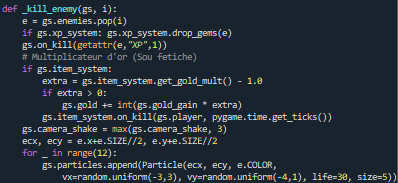 def _kill_enemy(gs, i):
    e = gs.enemies.pop(i)
    if gs.xp_system: gs.xp_system.drop_gems(e)
    gs.on_kill(getattr(e,"XP",1))
    # Multiplicateur d'or (Sou fetiche)
    if gs.item_system:
        extra = gs.item_system.get_gold_mult() - 1.0
        if extra > 0:
            gs.gold += int(gs.gold_gain * extra)
        gs.item_system.on_kill(gs.player, pygame.time.get_ticks())
    gs.camera_shake = max(gs.camera_shake, 3)
    ecx, ecy = e.x+e.SIZE//2, e.y+e.SIZE//2
    for _ in range(12):
        gs.particles.append(Particle(ecx, ecy, e.COLOR,
            vx=random.uniform(-3,3), vy=random.uniform(-4,1), life=30, size=5))